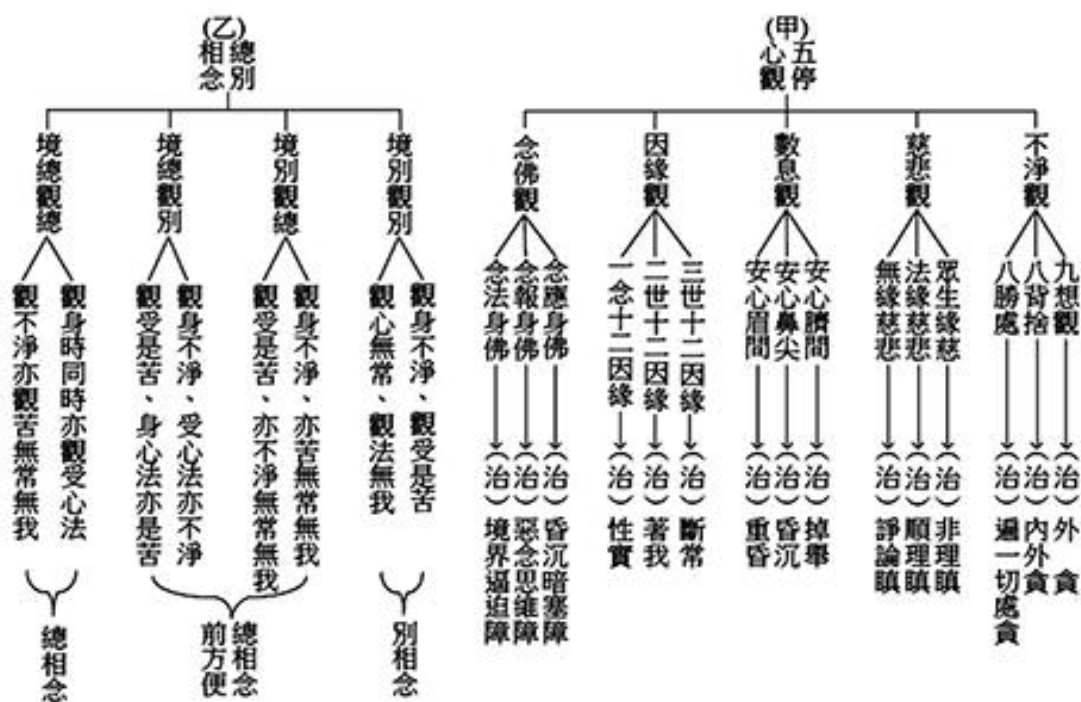 (甲)
五停
心觀
不淨觀
九想觀
(治)
外貪
八背捨
(治)
內外貪
八勝處
(治)
遍一切處貪
慈悲觀
眾生緣慈
(治)
非理瞋
法緣慈悲
(治)
順理瞋
無緣慈悲
(治)
諍論瞋
數息觀
安心臍間
(治)
掉舉
安心鼻尖
(治)
昏沉
安心眉間
(治)
重昏
因緣觀
三世十二因緣
(治)
斷常
二世十二因緣
(治)
著我
一念十二因緣
(治)
性實
念佛觀
念應身佛
(治)
昏沉暗塞障
念報身佛
(治)
惡念思維障
念法身佛
(治)
境界逼迫障
(乙)
總別
相念
境別觀別
觀身不淨、觀受是苦
觀心無常、觀法無我
別相念
境別觀總
觀身不淨、亦苦無常無我
觀受是苦、亦不淨無常無我
境總觀別
觀身不淨、受心法亦不淨
觀受是苦、身心法亦是苦
總相念
前方便
境總觀總
觀身時同時亦觀受心法
觀不淨亦觀苦無常無我
總相念